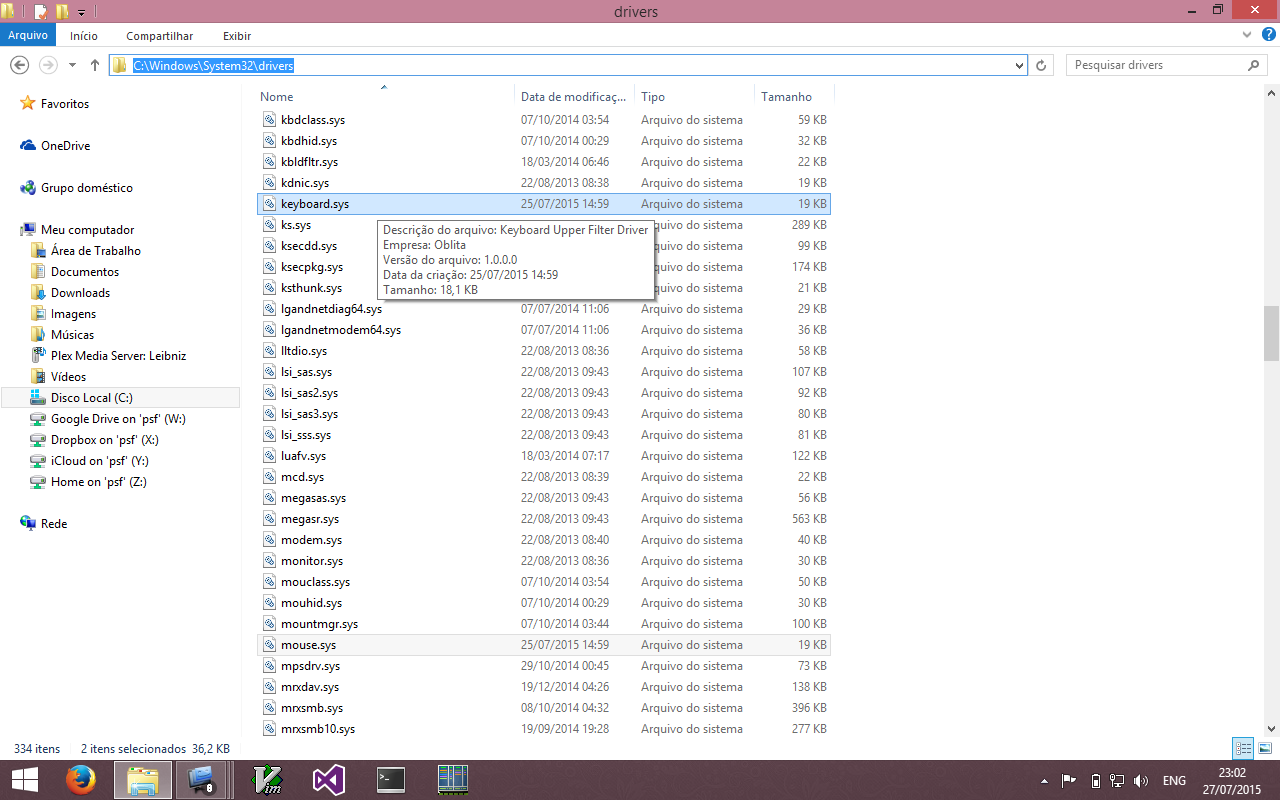 drivers
Arquivo Início Compartilhar Exibir
C:\Windows\System32\drivers Pesquisar drivers
Nome Data de modificaç... Tipo Tamanho
Favoritos
OneDrive
Grupo doméstico
Meu computador
Área de Trabalho
Documentos
Downloads
Imagens
Músicas
Plex Media Server: Leibniz
Vídeos
Disco Local (C:)
Google Drive on 'psf' (W:)
Dropbox on 'psf' (X:)
iCloud on 'psf' (Y:)
Home on 'psf' (Z:)
Rede
kbdclass.sys 07/10/2014 03:54 Arquivo do sistema 59 KB
kbdhid.sys 07/10/2014 00:29 Arquivo do sistema 32 KB
kbldfltr.sys 18/03/2014 06:46 Arquivo do sistema 22 KB
kdnic.sys 22/08/2013 08:38 Arquivo do sistema 19 KB
keyboard.sys 25/07/2015 14:59 Arquivo do sistema 19 KB
ks.sys 289 KB
ksecdd.sys 99 KB
ksecpkg.sys 174 KB
ksthunk.sys 21 KB
Descrição do arquivo: Keyboard Upper Filter Driver
Empresa: Oblita
Versão do arquivo: 1.0.0.0
Data da criação: 25/07/2015 14:59
Tamanho: 18,1 KB
lgandnetdiag64.sys 07/07/2014 11:06 Arquivo do sistema 29 KB
lgandnetmodem64.sys 07/07/2014 11:06 Arquivo do sistema 36 KB
lltdio.sys 22/08/2013 08:36 Arquivo do sistema 58 KB
lsi_sas.sys 22/08/2013 09:43 Arquivo do sistema 107 KB
lsi_sas2.sys 22/08/2013 09:43 Arquivo do sistema 92 KB
lsi_sas3.sys 22/08/2013 09:43 Arquivo do sistema 80 KB
lsi_sss.sys 22/08/2013 09:43 Arquivo do sistema 81 KB
luafv.sys 18/03/2014 07:17 Arquivo do sistema 122 KB
mcd.sys 22/08/2013 08:39 Arquivo do sistema 22 KB
megasas.sys 22/08/2013 09:43 Arquivo do sistema 56 KB
megasr.sys 22/08/2013 09:43 Arquivo do sistema 563 KB
modem.sys 22/08/2013 08:40 Arquivo do sistema 40 KB
monitor.sys 22/08/2013 08:36 Arquivo do sistema 30 KB
mouclass.sys 07/10/2014 03:54 Arquivo do sistema 50 KB
mouhid.sys 07/10/2014 00:29 Arquivo do sistema 30 KB
mountmgr.sys 07/10/2014 03:44 Arquivo do sistema 100 KB
mouse.sys 25/07/2015 14:59 Arquivo do sistema 19 KB
mpsdrv.sys 29/10/2014 00:45 Arquivo do sistema 73 KB
mrxdav.sys 19/12/2014 04:26 Arquivo do sistema 138 KB
mrxsmb.sys 08/10/2014 04:32 Arquivo do sistema 396 KB
mrxsmb10.sys 19/09/2014 19:28 Arquivo do sistema 277 KB
334 itens 2 itens selecionados 36,2 KB
ENG 23:02
27/07/2015